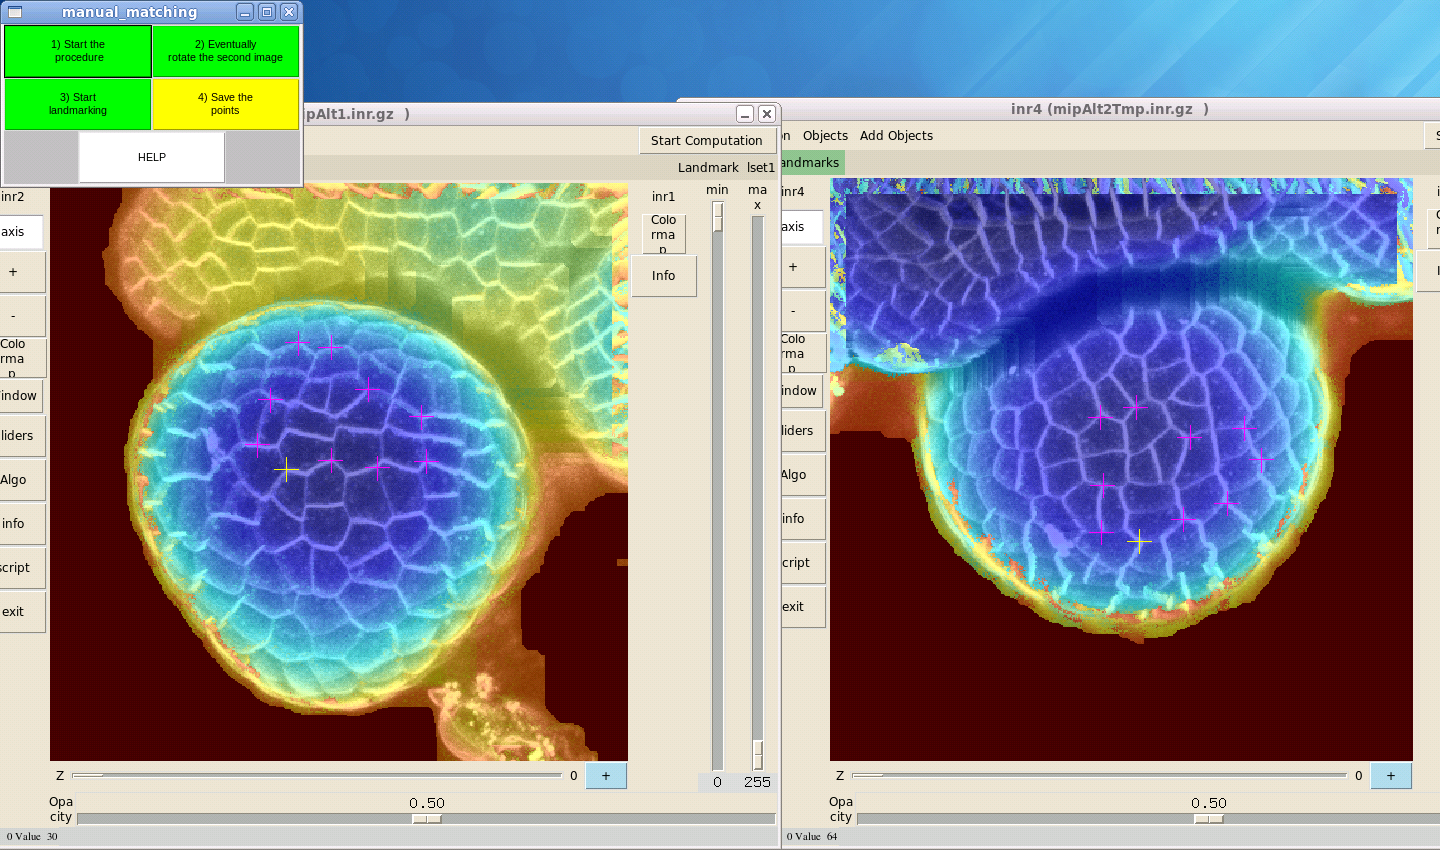 manual_matching
1) Start the
procedure
2) Eventually
rotate the second image
3) Start
landmarking
4) Save the
points
HELP
ipAlt1.inr.gz )
Start Computation
Landmark lset1
inr2
axis
+
-
Colo
rma
p
indow
liders
Algo
info
script
exit
inr1
Colo
rma
p
Info
min
ma
x
0
255
Z
0
+
Opa
city
0.50
0 Value 30
inr4 (mipAlt2Tmp.inr.gz )
on
Objects
Add Objects
andmarks
inr4
axis
+
-
Colo
rma
p
indow
liders
Algo
info
cript
exit
Z
0
+
Opa
city
0.50
0 Value 64